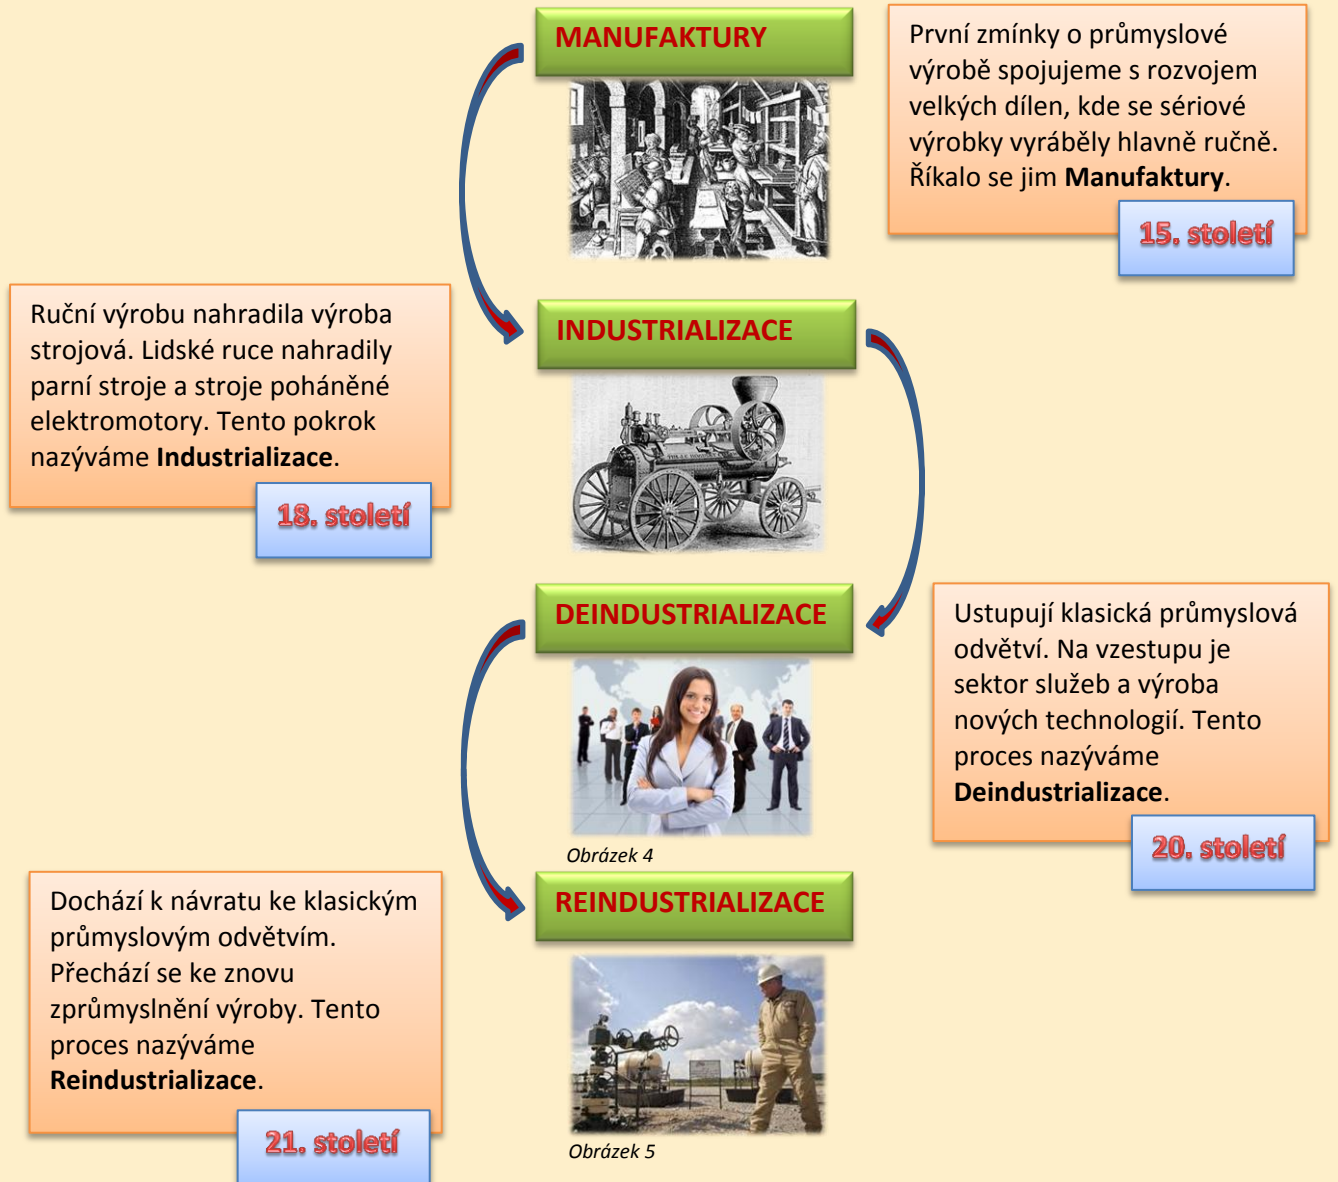 MANUFAKTURY
První zmínky o průmyslové
výrobě spojujeme s rozvojem
velkých dílen, kde se sériové
výrobky vyráběly hlavně ručně.
Říkalo se jim Manufaktury.
15. století
INDUSTRIALIZACE
Ruční výrobu nahradila výroba
strojová. Lidské ruce nahradily
parní stroje a stroje poháněné
elektromotory. Tento pokrok
nazýváme Industrializace.
18. století
DEINDUSTRIALIZACE
Ustupují klasická průmyslová
odvětví. Na vzestupu je
sektor služeb a výroba
nových technologií. Tento
proces nazýváme
Deindustrializace.
20. století
Obrázek 4
REINDUSTRIALIZACE
Dochází k návratu ke klasickým
průmyslovým odvětvím.
Přechází se ke znovu
zprůmyslnění výroby. Tento
proces nazýváme
Reindustrializace.
21. století
Obrázek 5